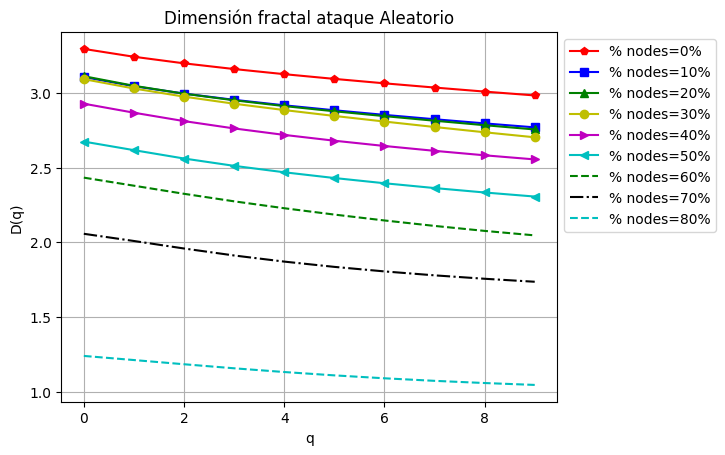 Dimensión fractal ataque Aleatorio
% nodes=0%
% nodes=10%
% nodes=20%
% nodes=30%
% nodes=40%
% nodes=50%
% nodes=60%
% nodes=70%
% nodes=80%
D(q)
3.0
2.5
2.0
1.5
1.0
0 2 4 6 8
q